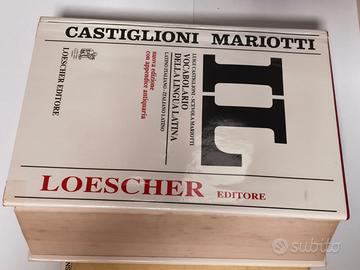 CASTIGLIONI MARIOTTI
IL
LUIGI CASTIGLIONI - SCEVOLA MARIOTTI
VOCABOLARIO
DELLA LINGUA LATINA
LATINO-ITALIANO · ITALIANO-LATINO
nuova edizione
con appendice antiquaria
LOESCHER EDITORE
LOESCHER EDITORE
subito